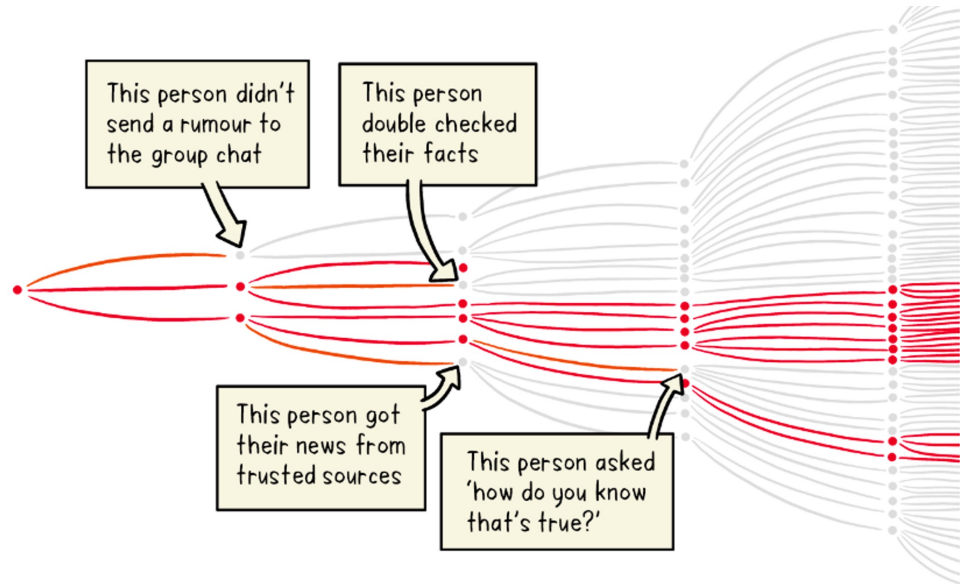 This person didn't
send a rumour to
the group chat
This person
double checked
their facts
This person got
their news from
trusted sources
This person asked
'how do you know
that's true?'